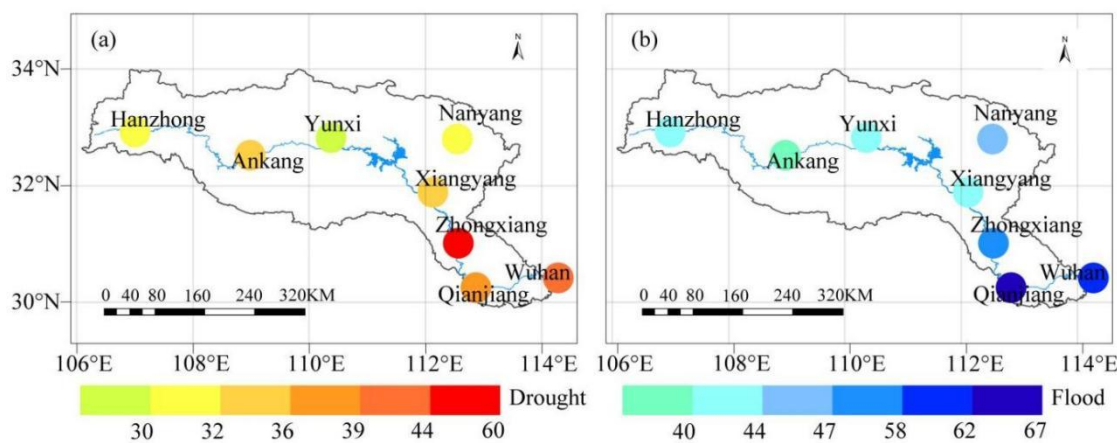 (a)
N
34°N
Hanzhong
Yunxi
Nanyang
Ankang
32°N
Xiangyang
Zhongxiang
Wuhan
30°N
Qianjiang
0 40 80 160 240 320KM
106°E 108°E 110°E 112°E 114°E
Drought
30 32 36 39 44 60
(b)
N
Hanzhong
Yunxi
Nanyang
Ankang
Xiangyang
Zhongxiang
Wuhan
Qianjiang
0 40 80 160 240 320KM
106°E 108°E 110°E 112°E 114°E
Flood
40 44 47 58 62 67